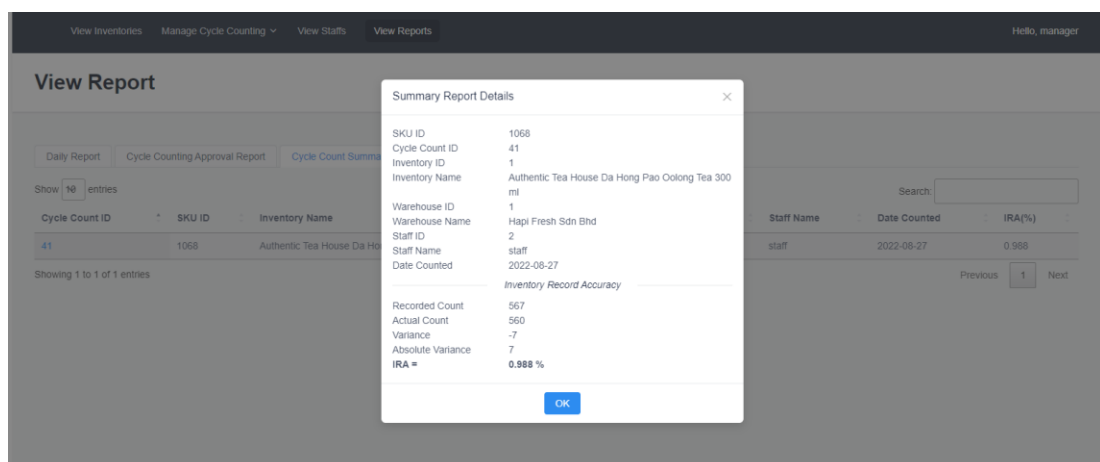 View Inventories Manage Cycle Counting View Staffs View Reports Hello, manager
View Report
Summary Report Details ×
SKU ID 1068
Cycle Count ID 41
Inventory ID 1
Inventory Name Authentic Tea House Da Hong Pao Oolong Tea 300
ml
Warehouse ID 1
Warehouse Name Hapi Fresh Sdn Bhd
Staff ID 2
Staff Name staff
Date Counted 2022-08-27
Inventory Record Accuracy
Recorded Count 567
Actual Count 560
Variance -7
Absolute Variance 7
IRA = 0.988 %
OK
Daily Report Cycle Counting Approval Report Cycle Count Summa
Show 10 entries Search:
Cycle Count ID SKU ID Inventory Name Staff Name Date Counted IRA(%)
41 1068 Authentic Tea House Da Ho staff 2022-08-27 0.988
Showing 1 to 1 of 1 entries Previous 1 Next